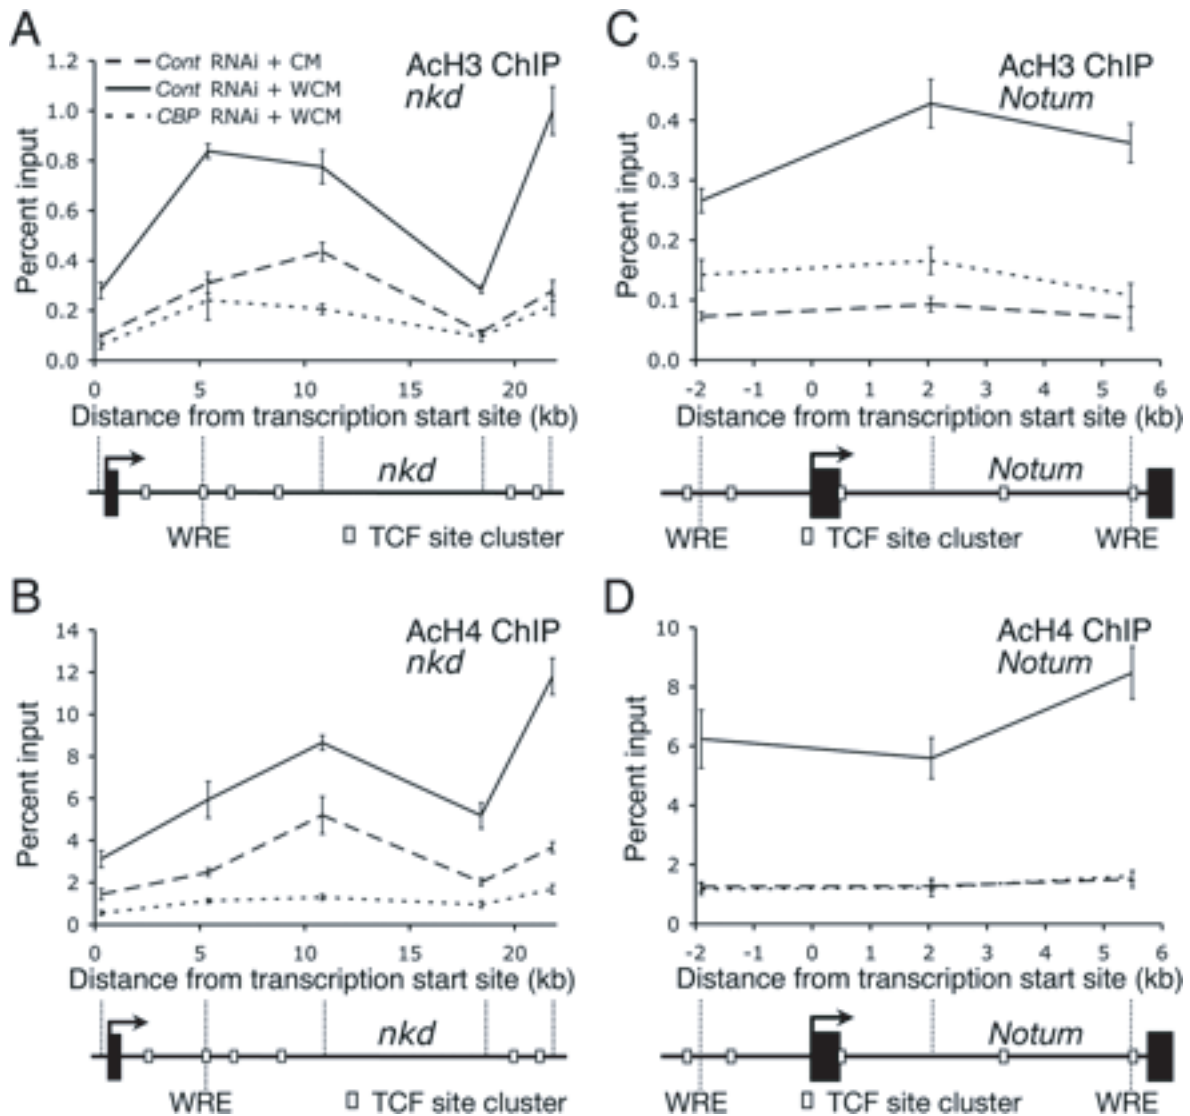 A
1.2
1.0
0.8
0.6
0.4
0.2
0.0
Percent input
Cont RNAi + CM
Cont RNAi + WCM
CBP RNAi + WCM
AcH3 ChIP
nkd
0 5 10 15 20
Distance from transcription start site (kb)
nkd
WRE
TCF site cluster
C
0.5
0.4
0.3
0.2
0.1
0.0
Percent input
AcH3 ChIP
Notum
-2 -1 0 1 2 3 4 5 6
Distance from transcription start site (kb)
Notum
WRE
TCF site cluster
WRE
B
14
12
10
8
6
4
2
0
Percent input
AcH4 ChIP
nkd
0 5 10 15 20
Distance from transcription start site (kb)
nkd
WRE
TCF site cluster
D
10
8
6
4
2
0
Percent input
AcH4 ChIP
Notum
-2 -1 0 1 2 3 4 5 6
Distance from transcription start site (kb)
Notum
WRE
TCF site cluster
WRE